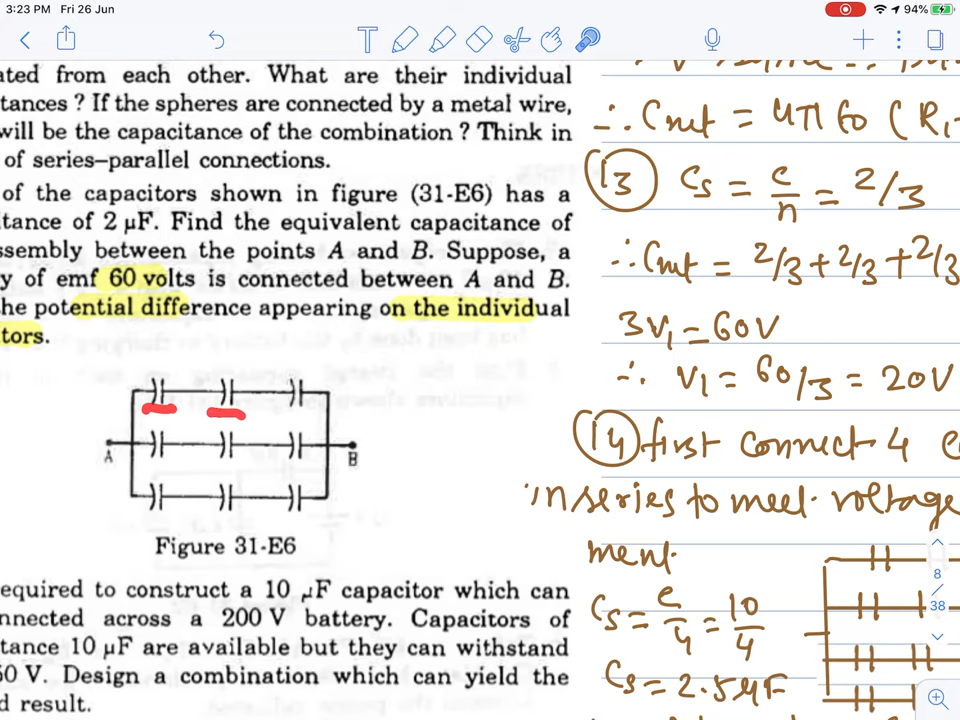 3:23 PM Fri 26 Jun
94%
T
ated from each other. What are their individual
tances ? If the spheres are connected by a metal wire,
will be the capacitance of the combination ? Think in
of series–parallel connections.
of the capacitors shown in figure (31-E6) has a
itance of 2 μF. Find the equivalent capacitance of
ssembly between the points A and B. Suppose, a
y of emf 60 volts is connected between A and B.
he potential difference appearing on the individual
tors.
A
B
Figure 31-E6
equired to construct a 10 μF capacitor which can
nnected across a 200 V battery. Capacitors of
tance 10 μF are available but they can withstand
50 V. Design a combination which can yield the
d result.
∴ Cnet = 4π ε0 (R1
13 Cs = c/n = 2/3
∴ Cnet = 2/3 + 2/3 + 2/3
3V1 = 60V
∴ V1 = 60/3 = 20V
14 first connect 4 C
in series to meet voltage
ment
Cs = c/4 = 10/4
Cs = 2.5μF
8
/
38